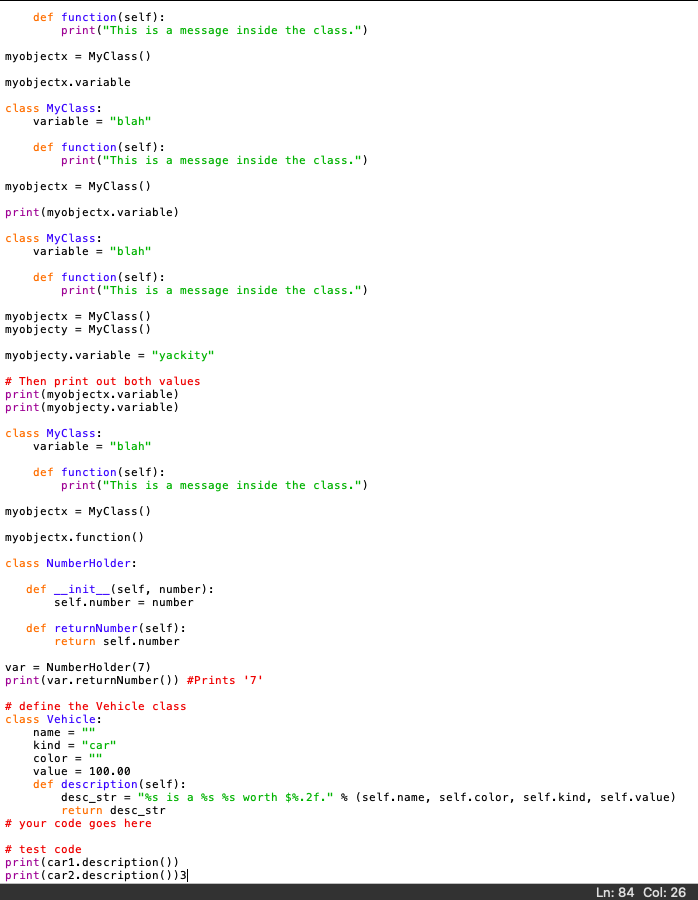 def function(self):
        print("This is a message inside the class.")

myobjectx = MyClass()

myobjectx.variable

class MyClass:
    variable = "blah"

    def function(self):
        print("This is a message inside the class.")

myobjectx = MyClass()

print(myobjectx.variable)

class MyClass:
    variable = "blah"

    def function(self):
        print("This is a message inside the class.")

myobjectx = MyClass()
myobjecty = MyClass()

myobjecty.variable = "yackity"

# Then print out both values
print(myobjectx.variable)
print(myobjecty.variable)

class MyClass:
    variable = "blah"

    def function(self):
        print("This is a message inside the class.")

myobjectx = MyClass()

myobjectx.function()

class NumberHolder:

   def __init__(self, number):
       self.number = number

   def returnNumber(self):
       return self.number

var = NumberHolder(7)
print(var.returnNumber()) #Prints '7'

# define the Vehicle class
class Vehicle:
    name = ""
    kind = "car"
    color = ""
    value = 100.00
    def description(self):
        desc_str = "%s is a %s %s worth $%.2f." % (self.name, self.color, self.kind, self.value)
        return desc_str
# your code goes here

# test code
print(car1.description())
print(car2.description())3
Ln: 84 Col: 26